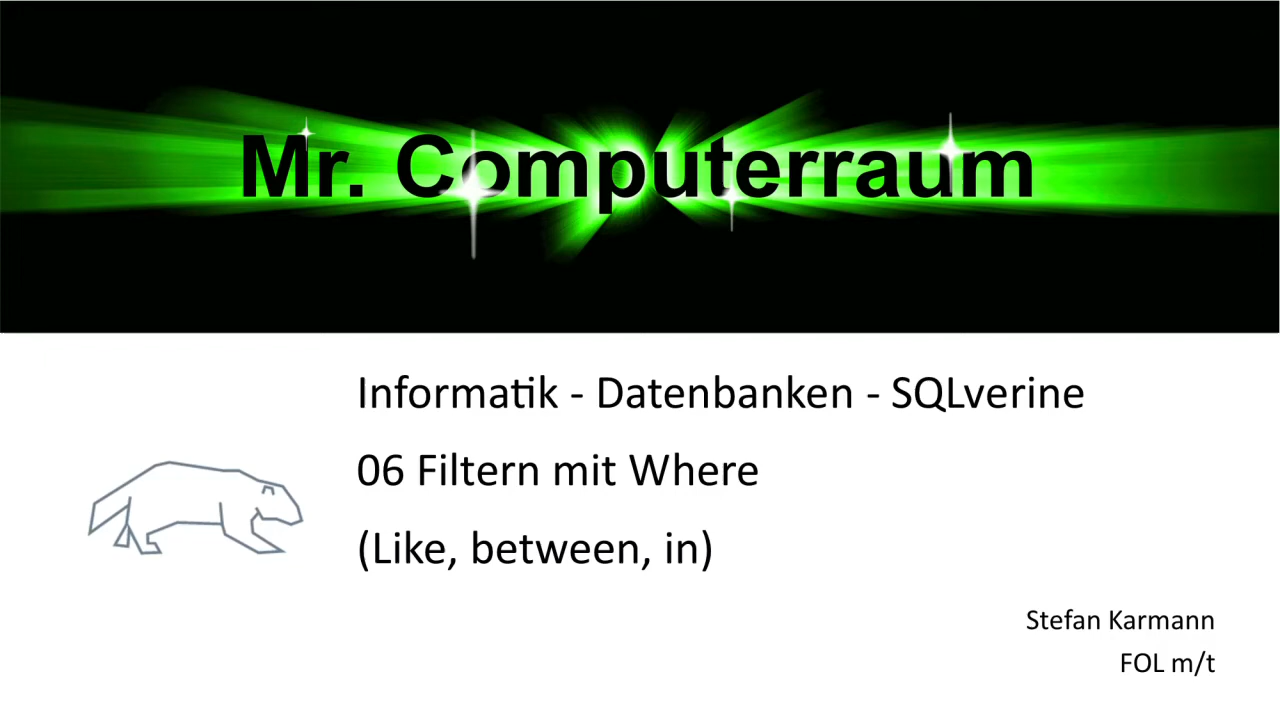 Mr. Computerraum
Informatik - Datenbanken - SQLverine
06 Filtern mit Where
(Like, between, in)
Stefan Karmann
FOL m/t